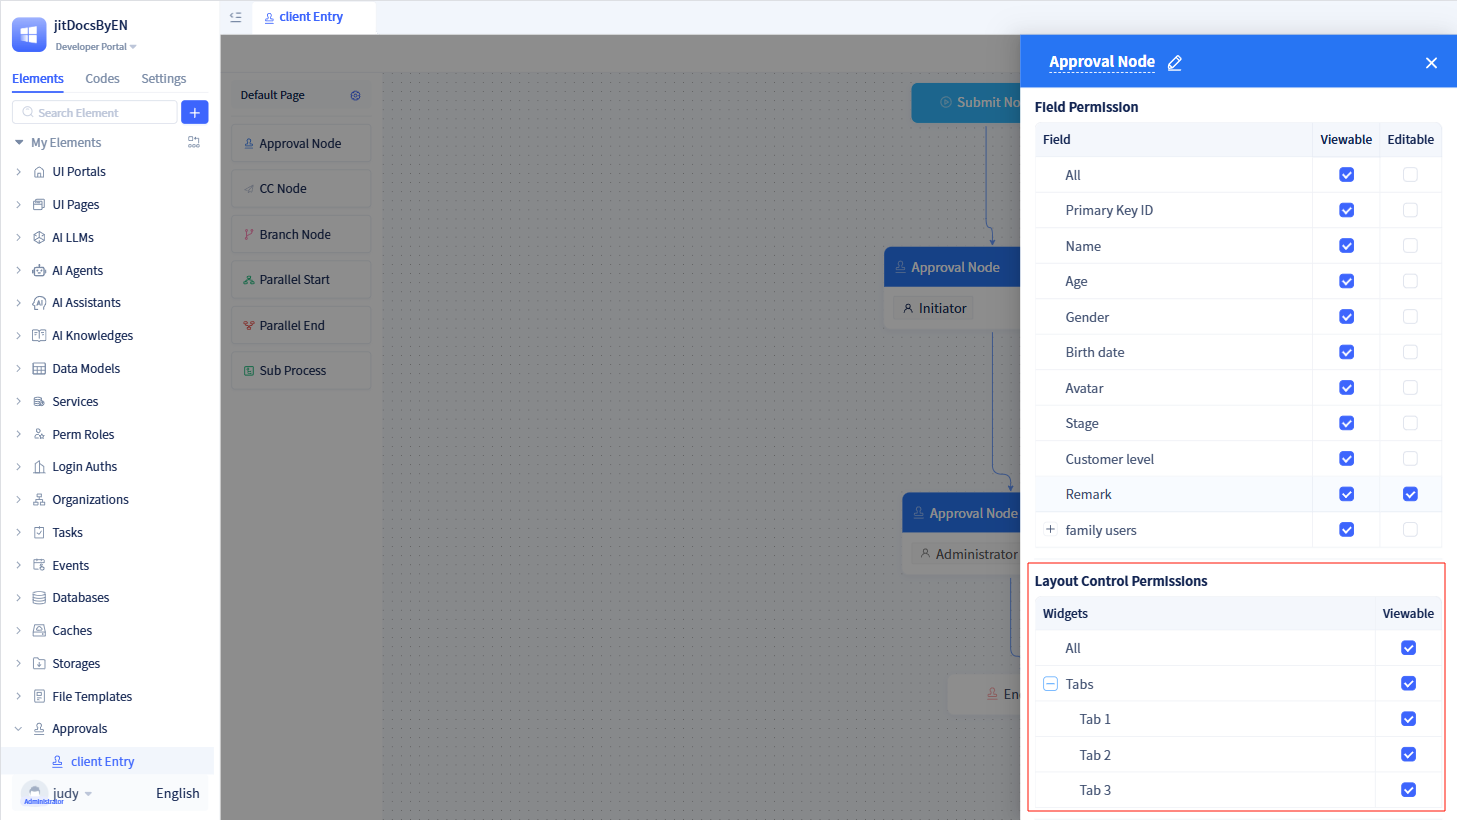 jitDocsByEN
Developer Portal
Elements Codes Settings
Search Element
My Elements
UI Portals
UI Pages
AI LLMs
AI Agents
AI Assistants
AI Knowledges
Data Models
Services
Perm Roles
Login Auths
Organizations
Tasks
Events
Databases
Caches
Storages
File Templates
Approvals
client Entry
judy English
Administrator
client Entry
Default Page
Approval Node
CC Node
Branch Node
Parallel Start
Parallel End
Sub Process
Submit No
Approval Node
Initiator
Approval Node
Administrator
En
Approval Node
Field Permission
Field Viewable Editable
All
Primary Key ID
Name
Age
Gender
Birth date
Avatar
Stage
Customer level
Remark
family users
Layout Control Permissions
Widgets Viewable
All
Tabs
Tab 1
Tab 2
Tab 3